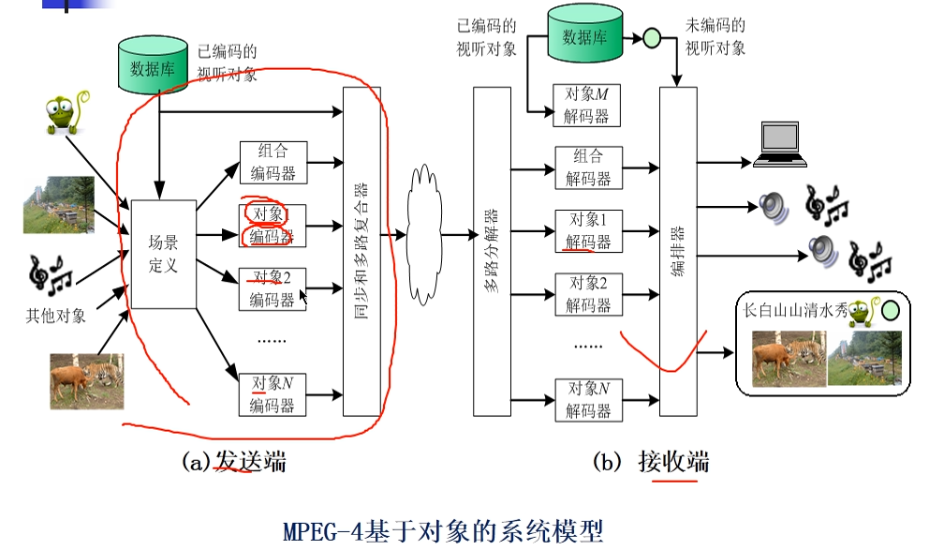 数据库
已编码的
视听对象
其他对象
场景
定义
组合
编码器
对象1
编码器
对象2
编码器
……
对象N
编码器
同步和多路复合器
(a)发送端
已编码的
视听对象
数据库
未编码的
视听对象
多路分解器
对象M
解码器
组合
解码器
对象1
解码器
对象2
解码器
……
对象N
解码器
编排器
长白山山清水秀
(b) 接收端
MPEG-4基于对象的系统模型